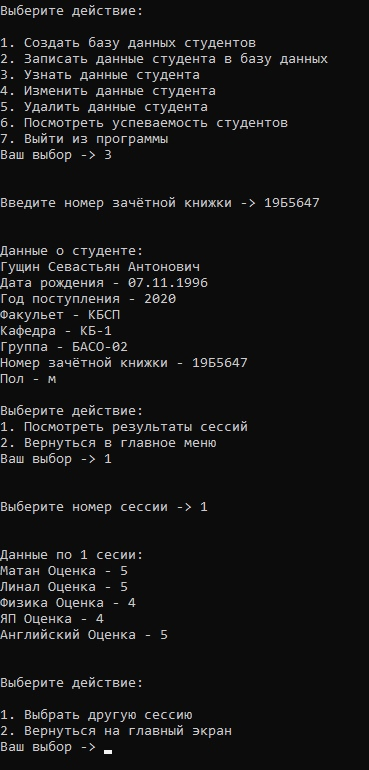 Выберите действие:
1. Создать базу данных студентов
2. Записать данные студента в базу данных
3. Узнать данные студента
4. Изменить данные студента
5. Удалить данные студента
6. Посмотреть успеваемость студентов
7. Выйти из программы
Ваш выбор -> 3
Введите номер зачётной книжки -> 19Б5647
Данные о студенте:
Гущин Севастьян Антонович
Дата рождения - 07.11.1996
Год поступления - 2020
Факульет - КБСП
Кафедра - КБ-1
Группа - БАСО-02
Номер зачётной книжки - 19Б5647
Пол - м
Выберите действие:
1. Посмотреть результаты сессий
2. Вернуться в главное меню
Ваш выбор -> 1
Выберите номер сессии -> 1
Данные по 1 сесии:
Матан Оценка - 5
Линал Оценка - 5
Физика Оценка - 4
ЯП Оценка - 4
Английский Оценка - 5
Выберите действие:
1. Выбрать другую сессию
2. Вернуться на главный экран
Ваш выбор ->